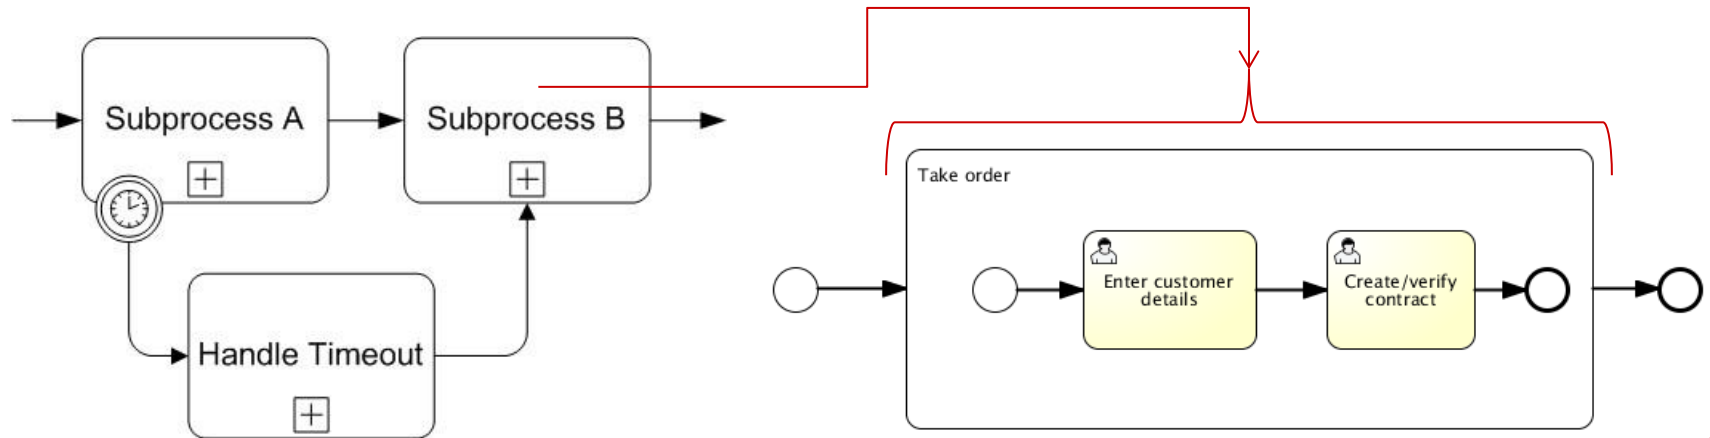 Subprocess A
Subprocess B
Handle Timeout
Take order
Enter customer
details
Create/verify
contract